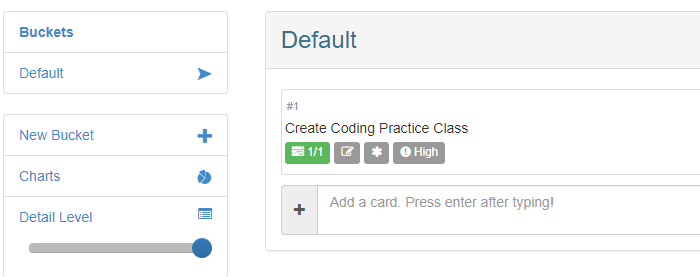 Buckets
Default
New Bucket
Charts
Detail Level
Default
#1
Create Coding Practice Class
1/1 High
Add a card. Press enter after typing!